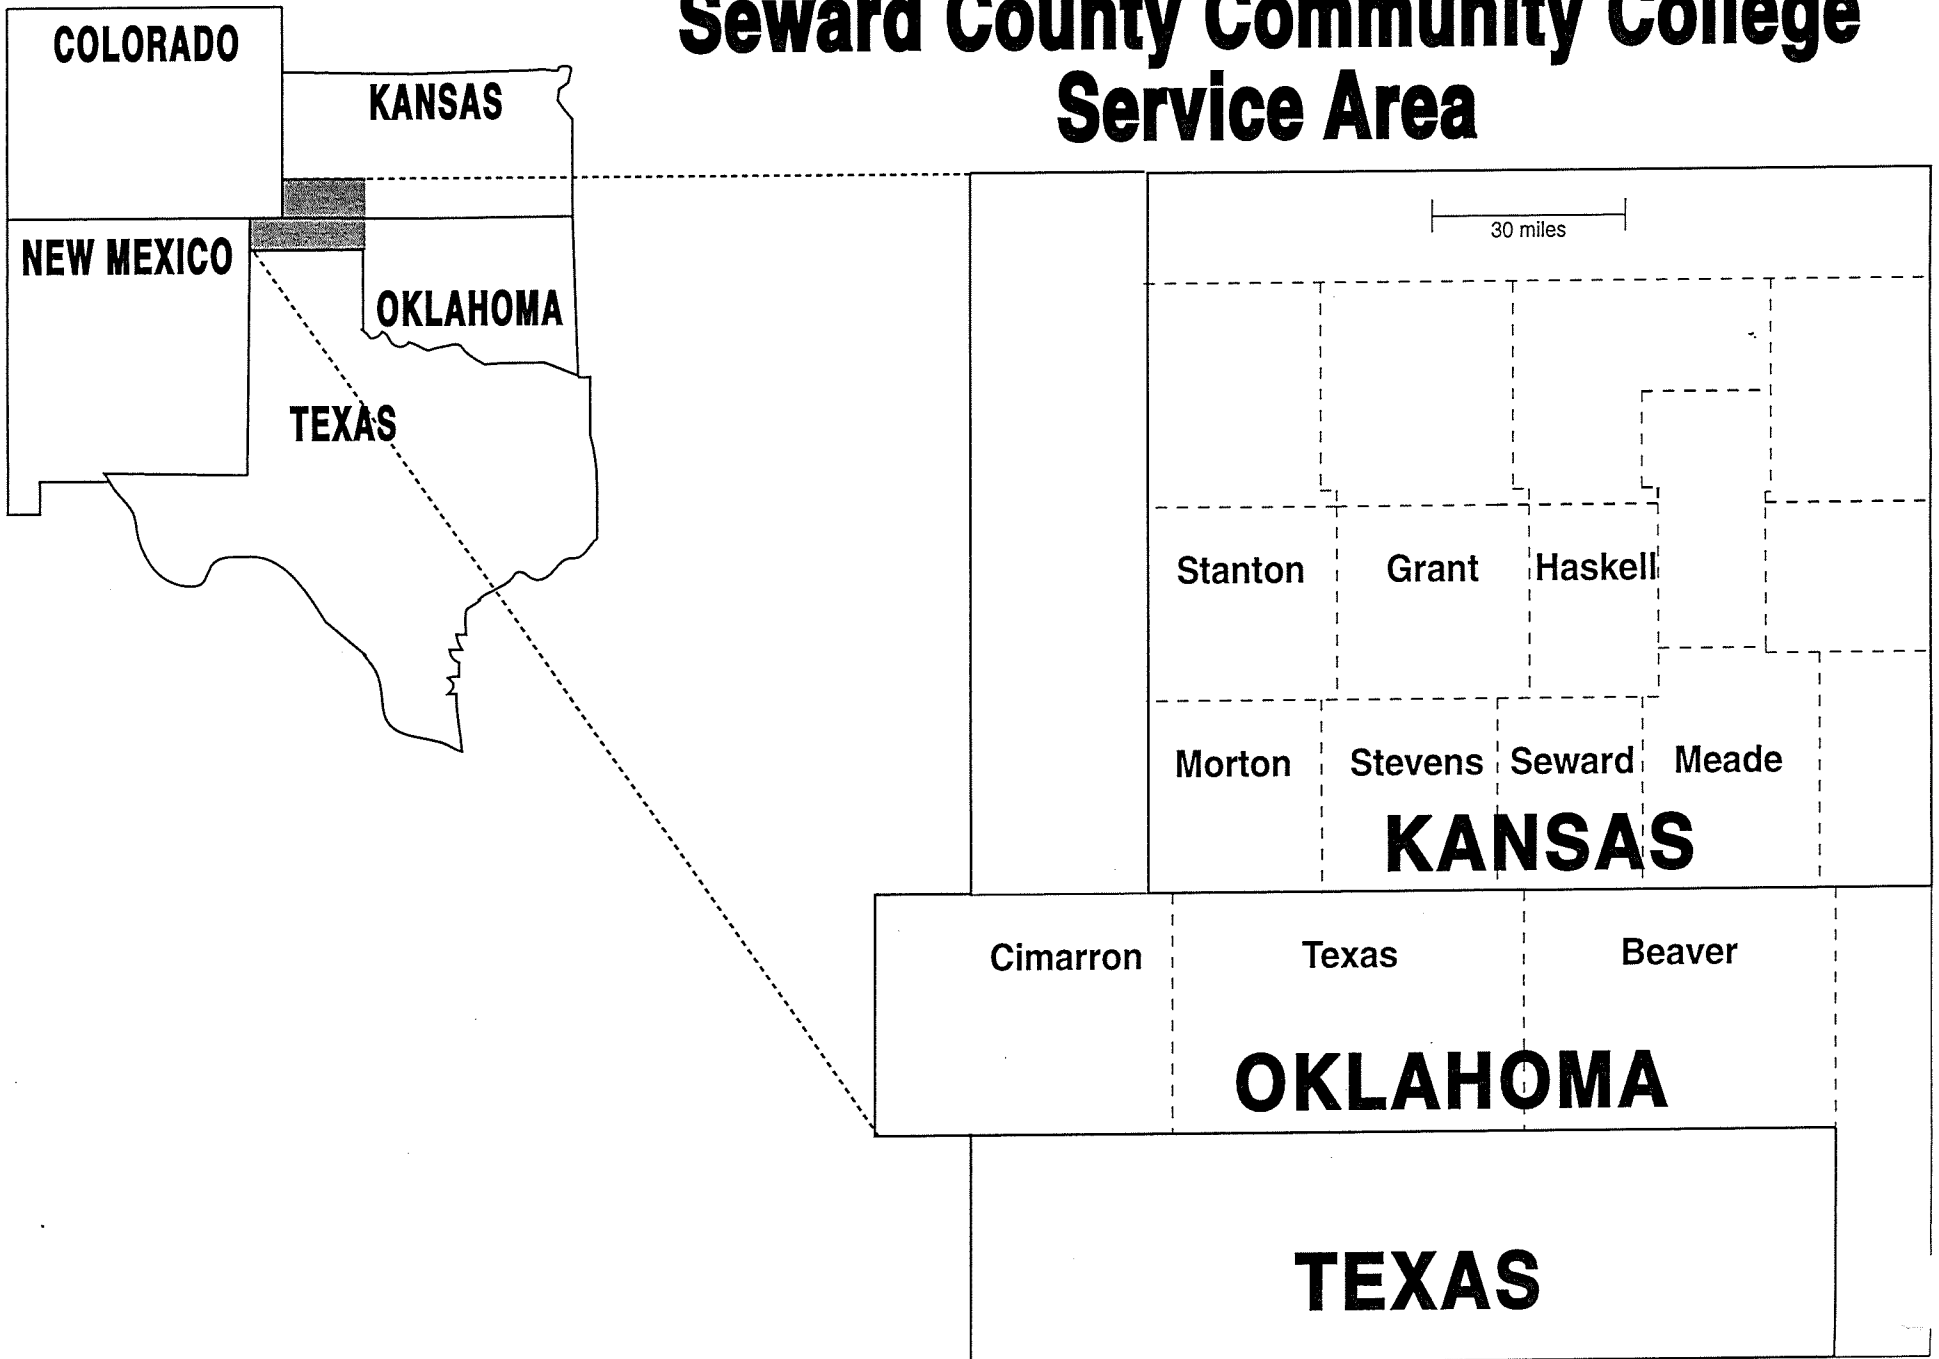 Seward County Community College
Service Area
COLORADO
KANSAS
NEW MEXICO
OKLAHOMA
TEXAS
30 miles
Stanton
Grant
Haskell
Morton
Stevens
Seward
Meade
KANSAS
Cimarron
Texas
Beaver
OKLAHOMA
TEXAS